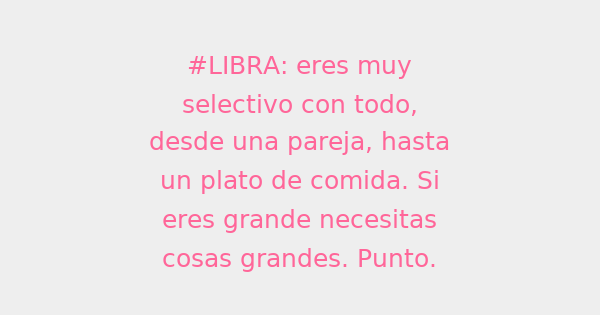 #LIBRA: eres muy
selectivo con todo,
desde una pareja, hasta
un plato de comida. Si
eres grande necesitas
cosas grandes. Punto.